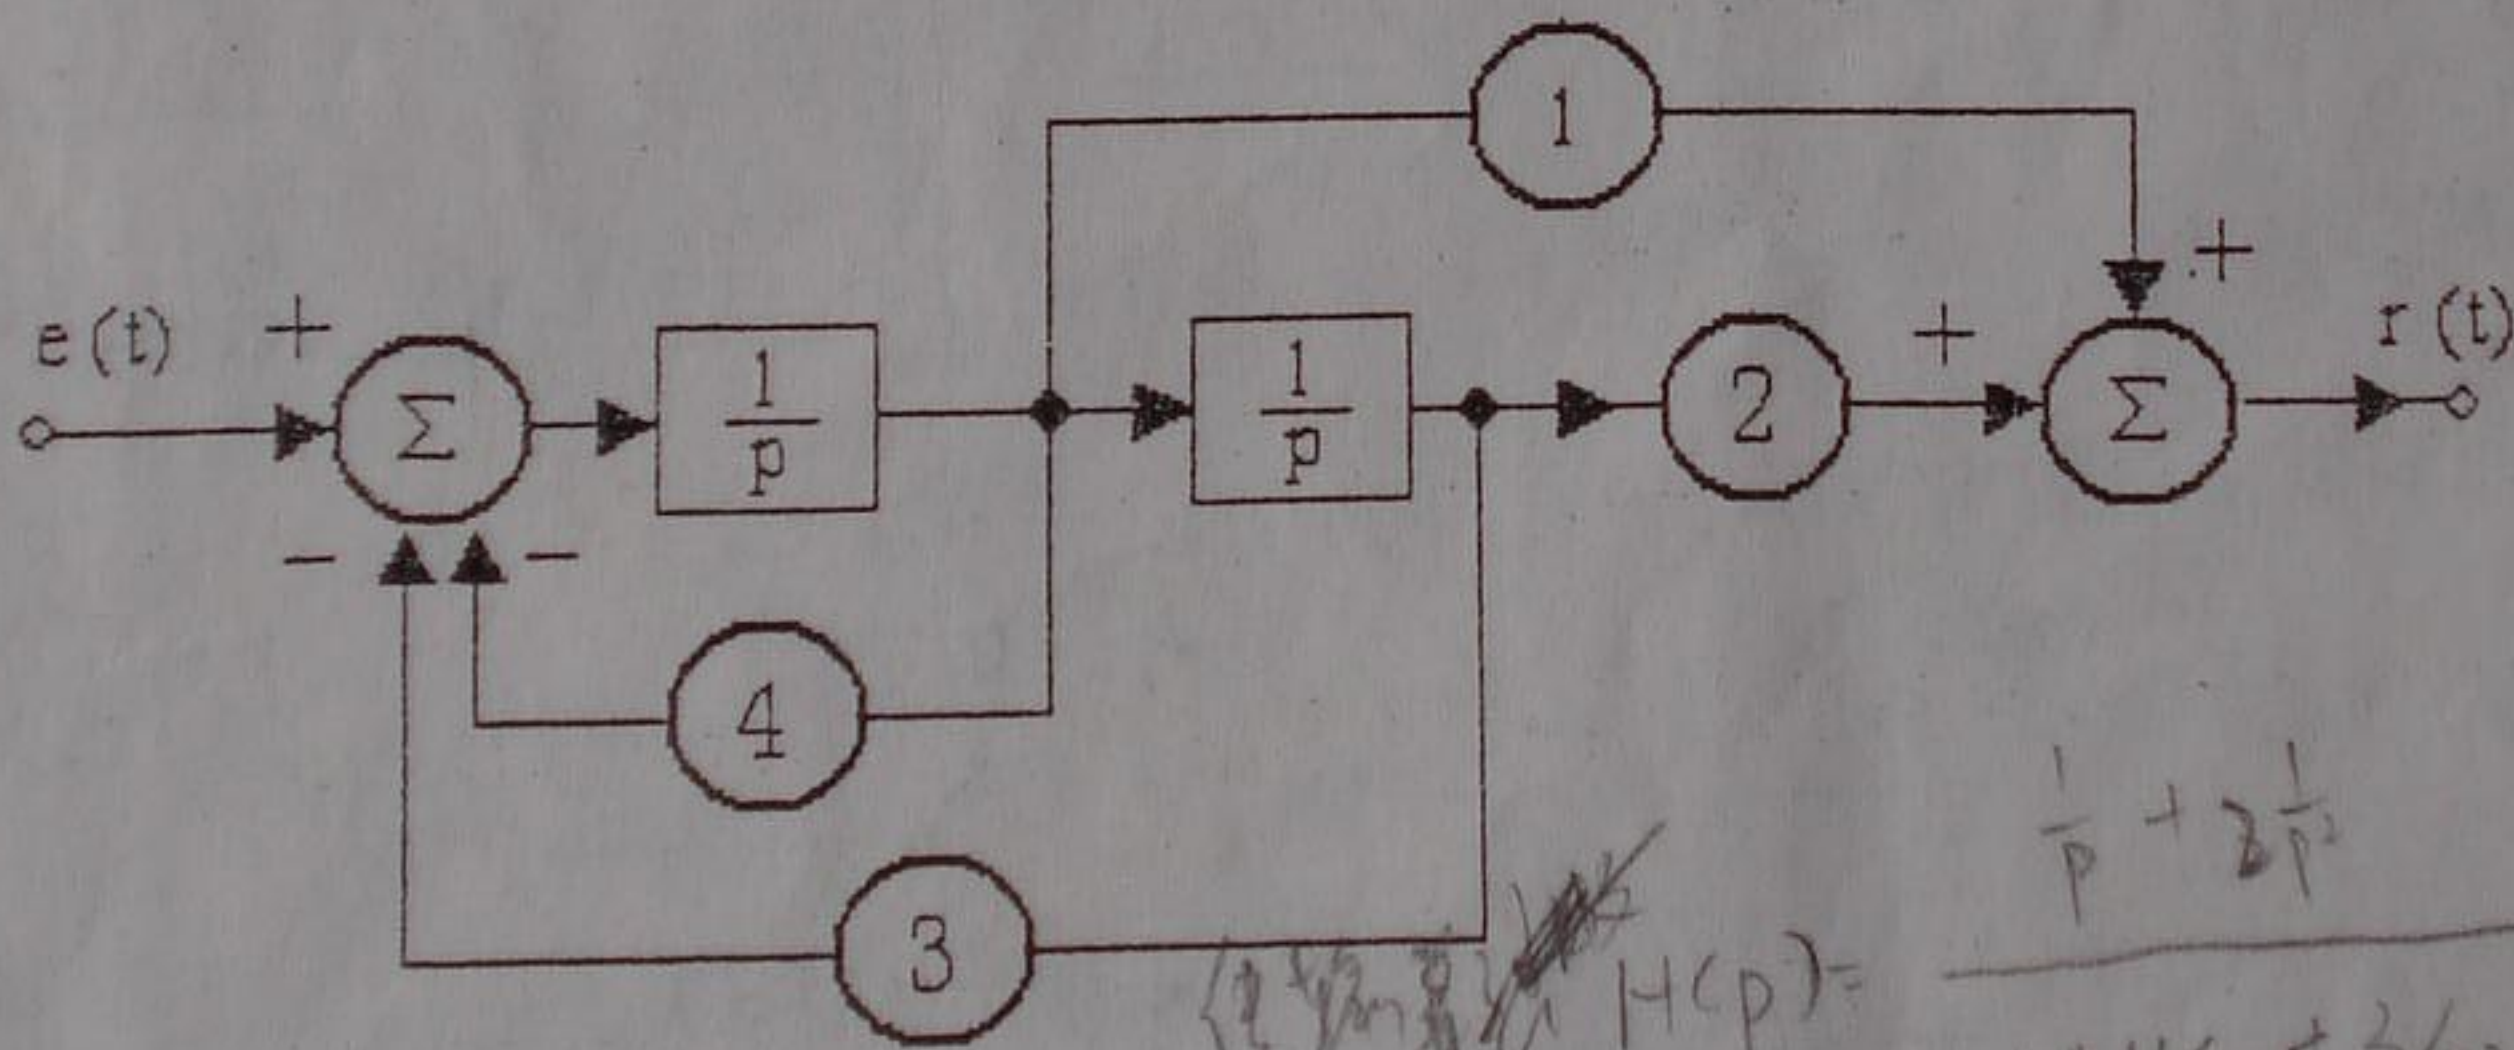 1
e(t) + Σ 1/p 1/p 2 + Σ + r(t)
- -
4
3
1/p + 2 1/p²
H(p)=